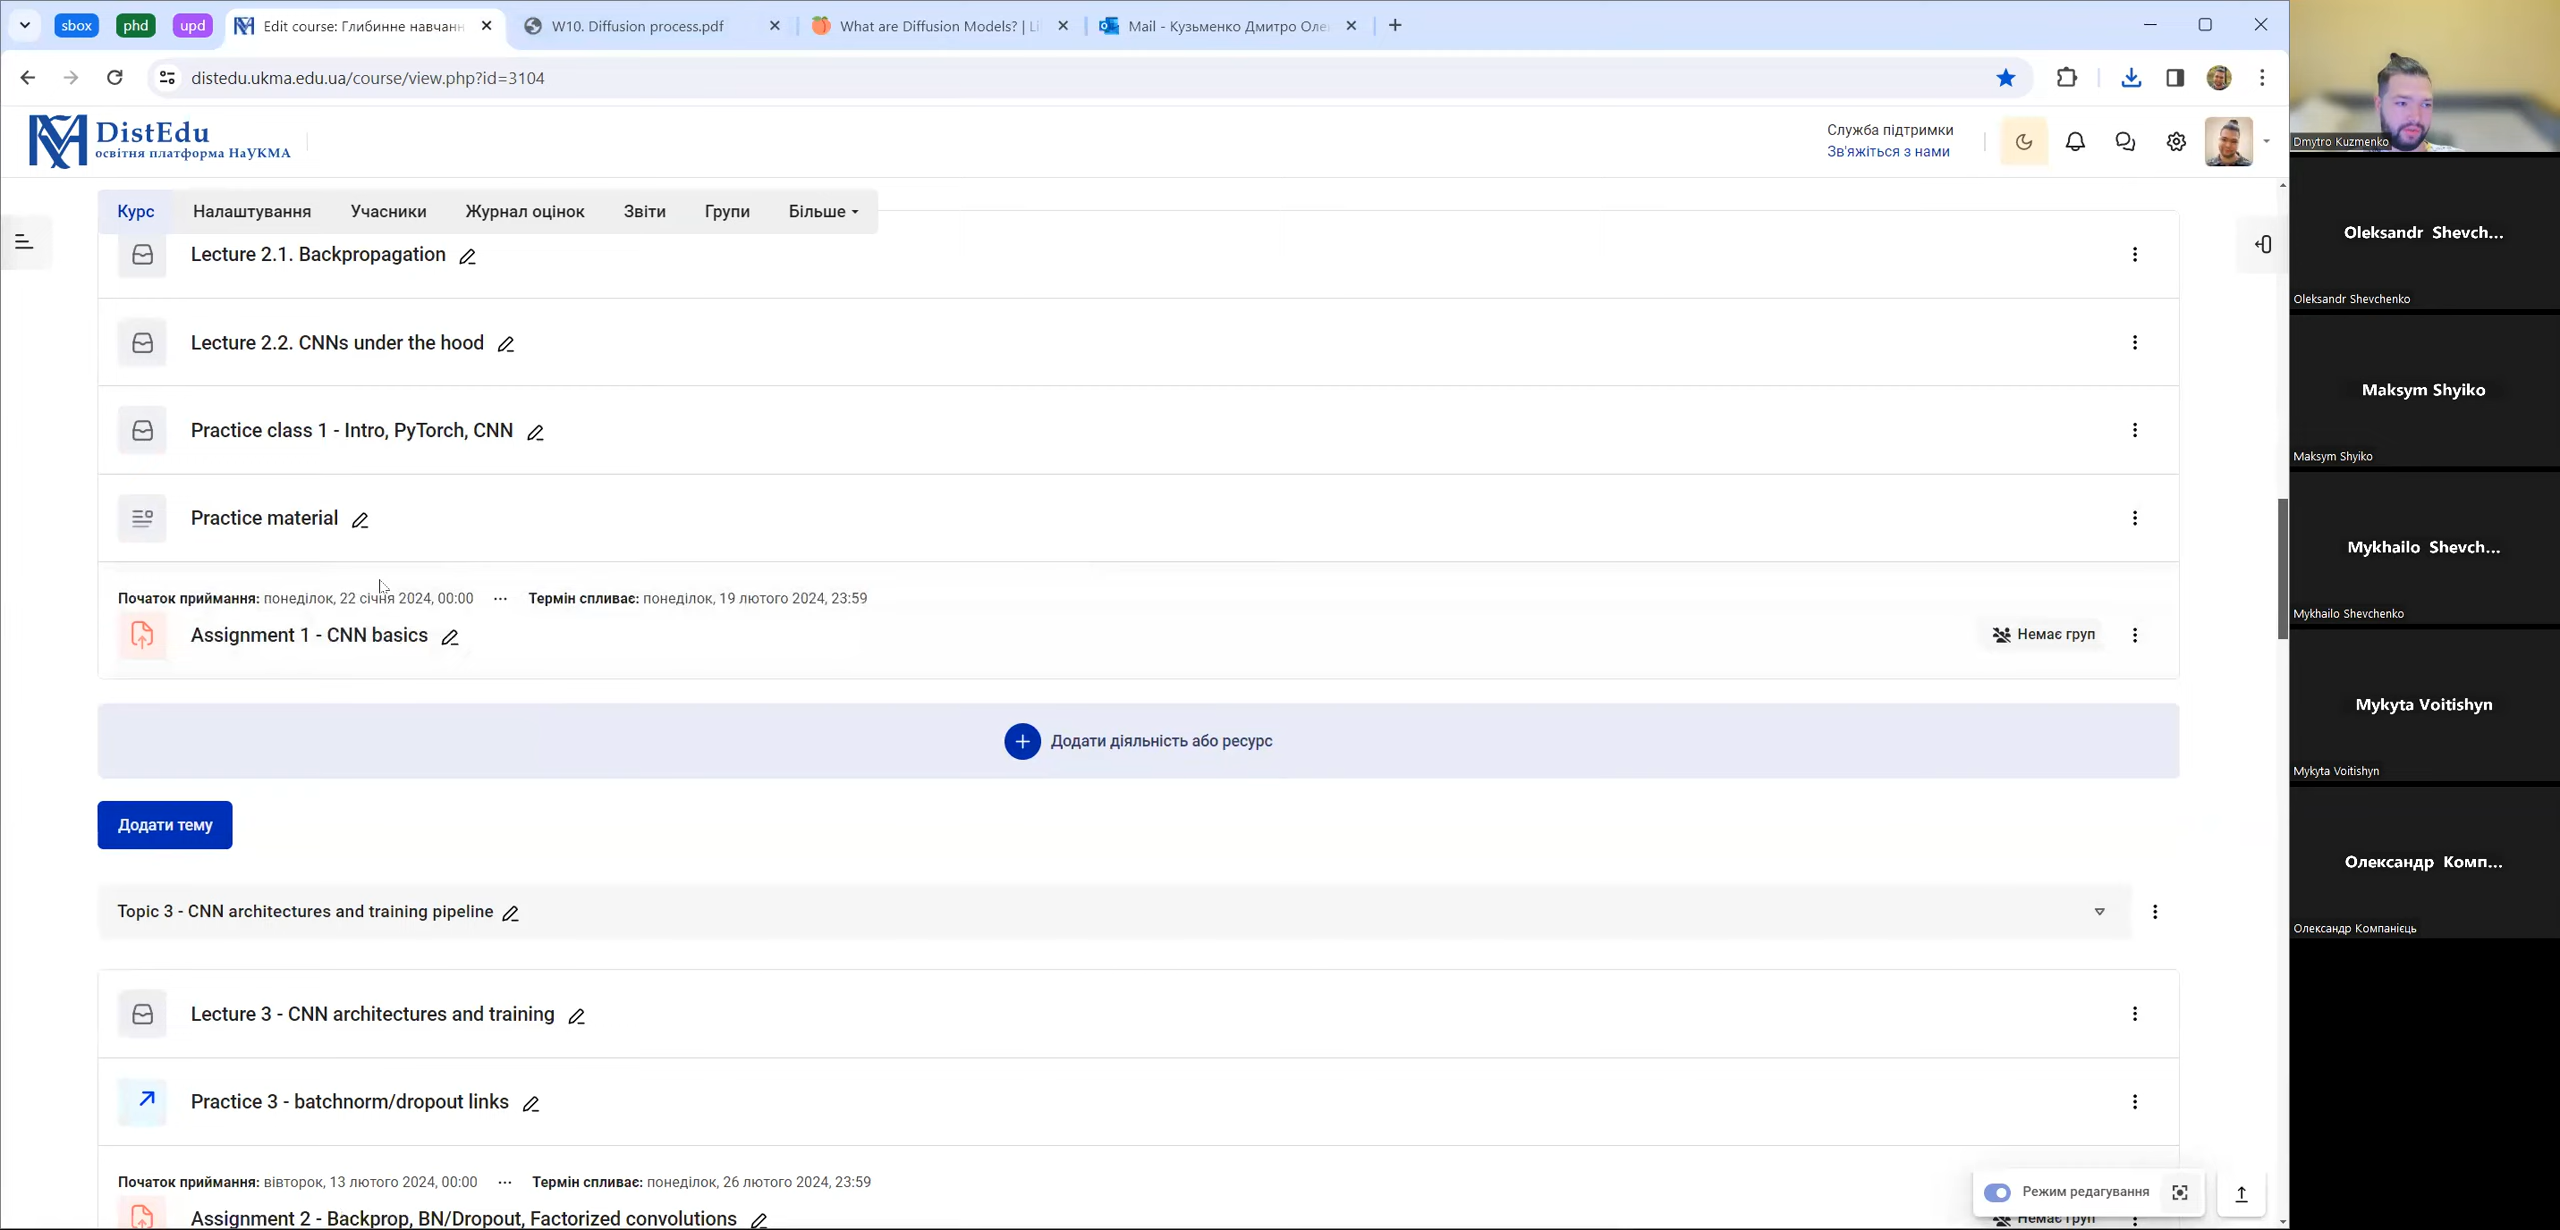 sbox
phd
upd
Edit course: Глибинне навчанн
W10. Diffusion process.pdf
What are Diffusion Models? | Li
Mail - Кузьменко Дмитро Оле
distedu.ukma.edu.ua/course/view.php?id=3104
DistEdu
освітня платформа НаУКМА
Служба підтримки
Зв'яжіться з нами
Курс
Налаштування
Учасники
Журнал оцінок
Звіти
Групи
Більше
Lecture 2.1. Backpropagation
Lecture 2.2. CNNs under the hood
Practice class 1 - Intro, PyTorch, CNN
Practice material
Початок приймання: понеділок, 22 січня 2024, 00:00 ... Термін спливає: понеділок, 19 лютого 2024, 23:59
Assignment 1 - CNN basics
Немає груп
Додати діяльність або ресурс
Додати тему
Topic 3 - CNN architectures and training pipeline
Lecture 3 - CNN architectures and training
Practice 3 - batchnorm/dropout links
Початок приймання: вівторок, 13 лютого 2024, 00:00 ... Термін спливає: понеділок, 26 лютого 2024, 23:59
Assignment 2 - Backprop, BN/Dropout, Factorized convolutions
Режим редагування
Немає груп
Dmytro Kuzmenko
Oleksandr Shevch...
Oleksandr Shevchenko
Maksym Shyiko
Maksym Shyiko
Mykhailo Shevch...
Mykhailo Shevchenko
Mykyta Voitishyn
Mykyta Voitishyn
Олександр Комп...
Олександр Компанієць